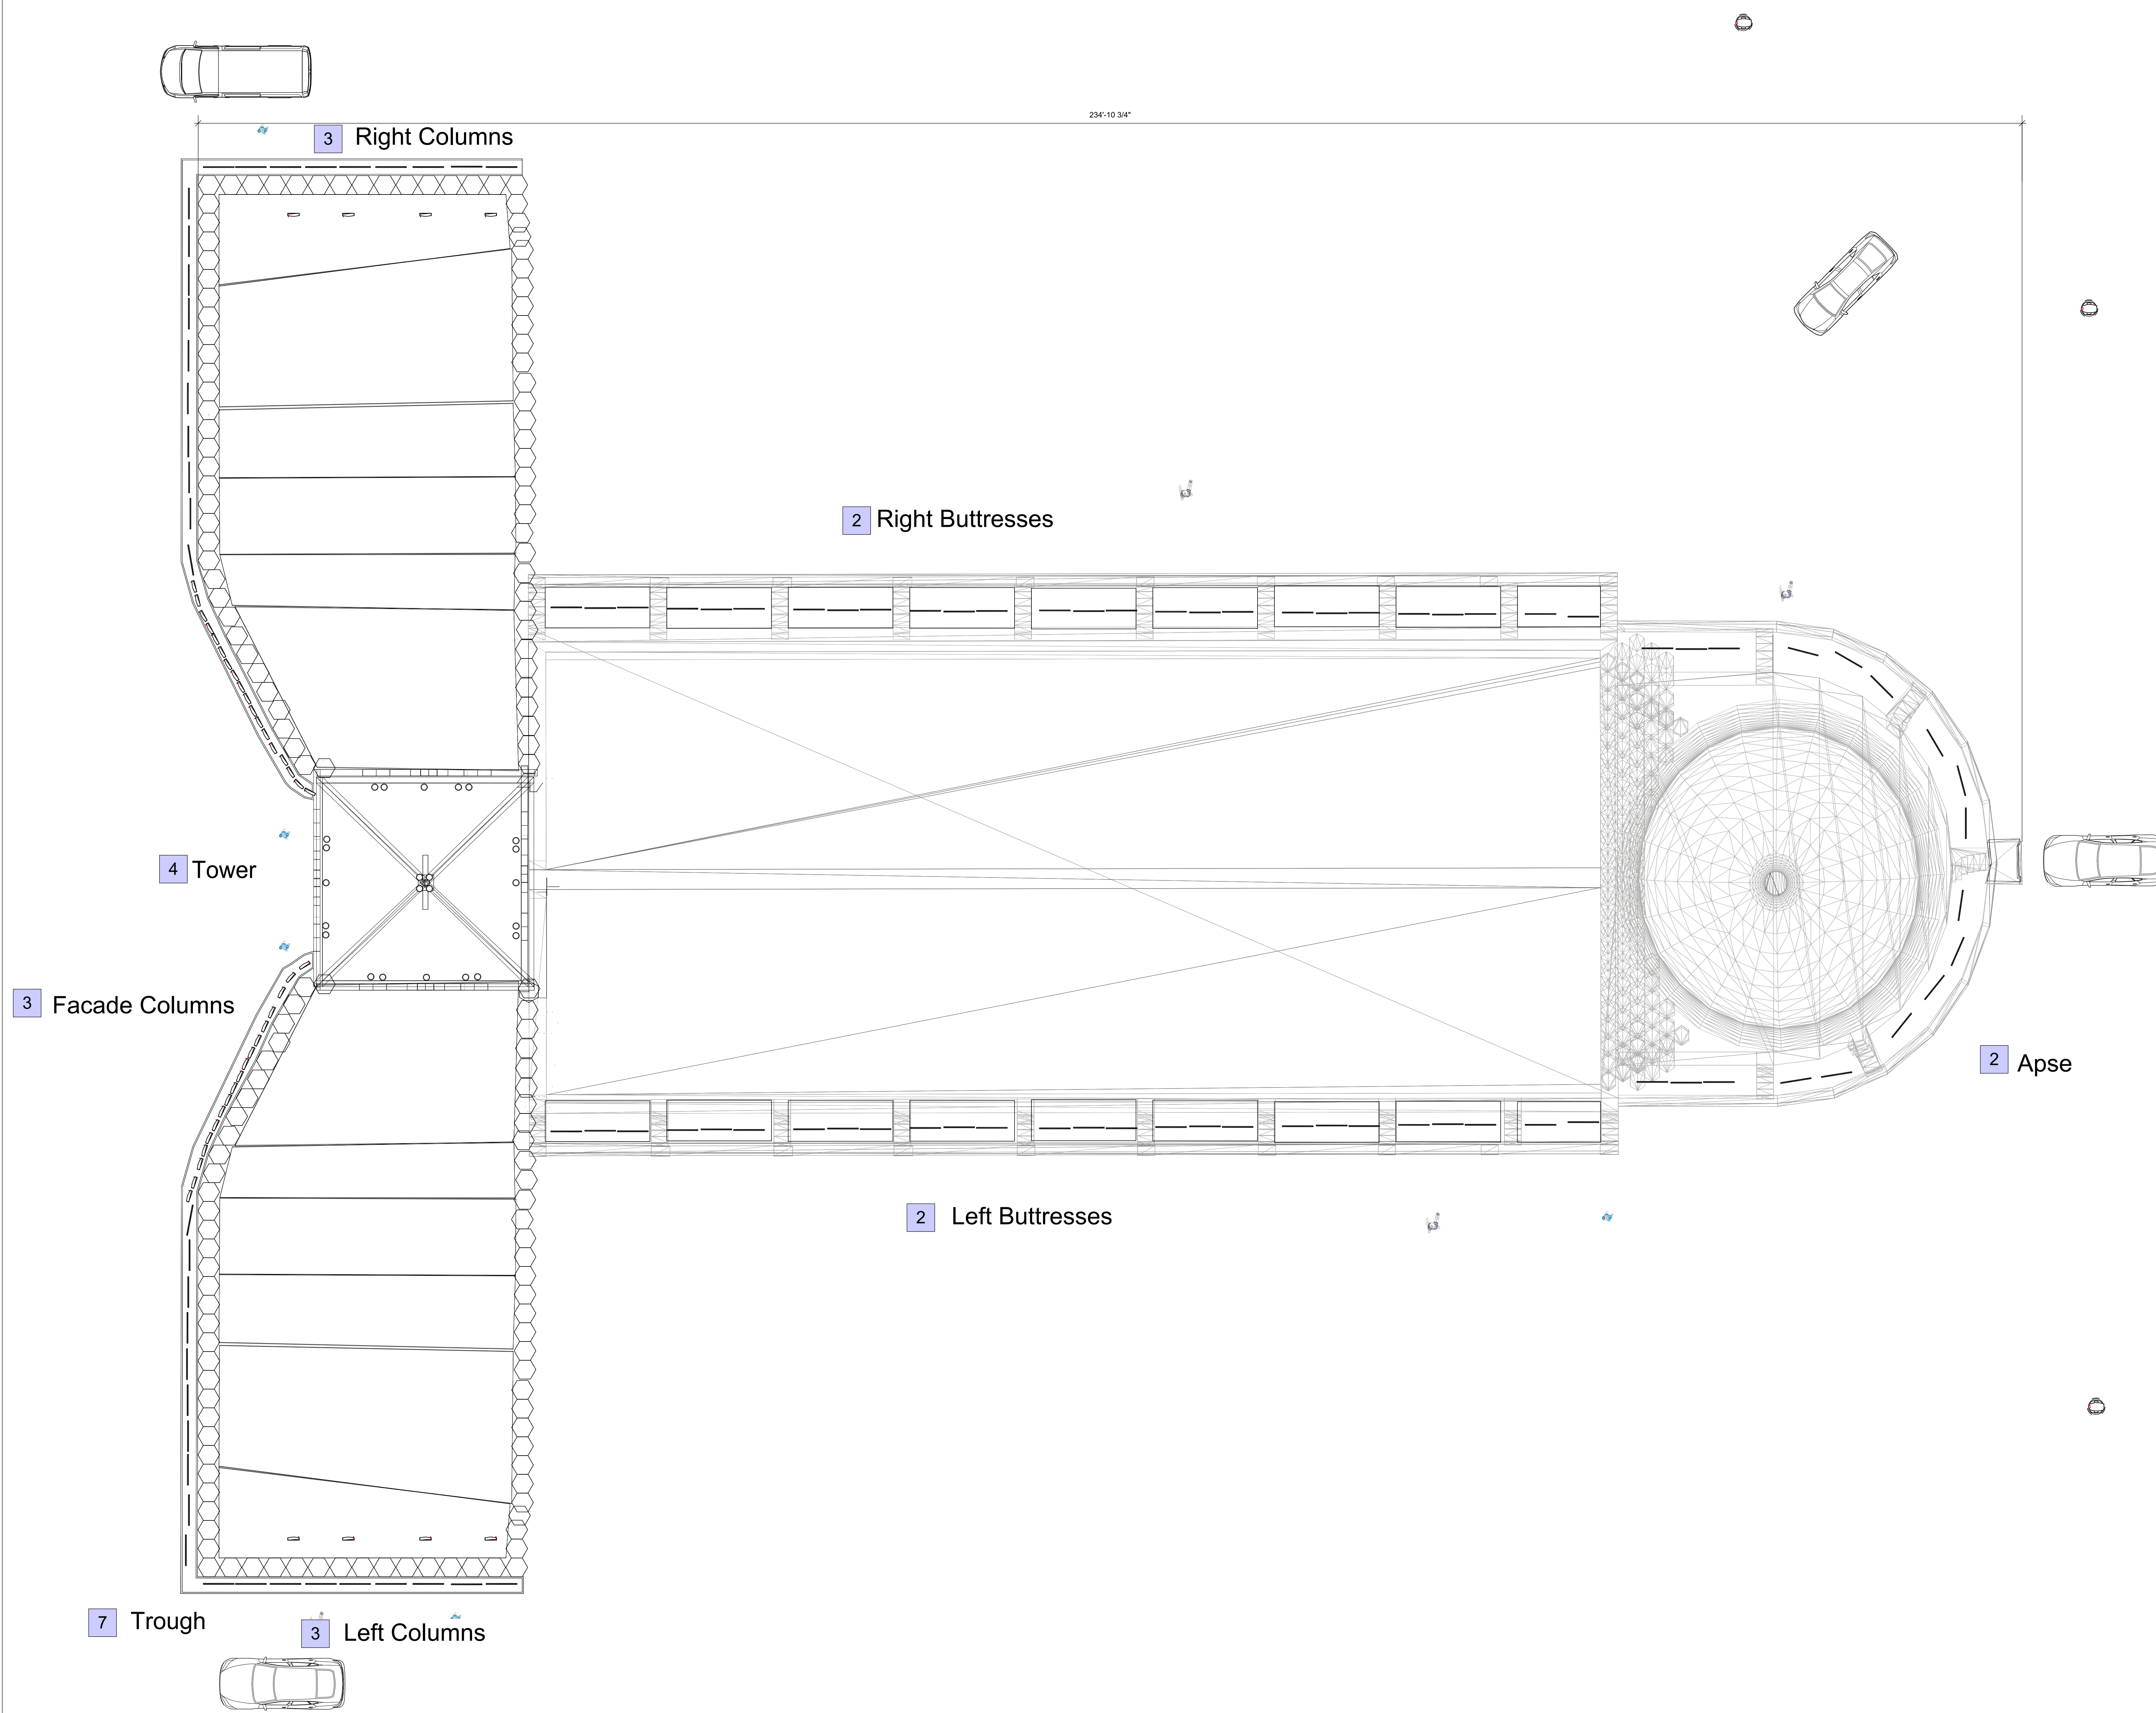 234'-10 3/4"
3 Right Columns
2 Right Buttresses
4 Tower
3 Facade Columns
2 Apse
2 Left Buttresses
7 Trough
3 Left Columns